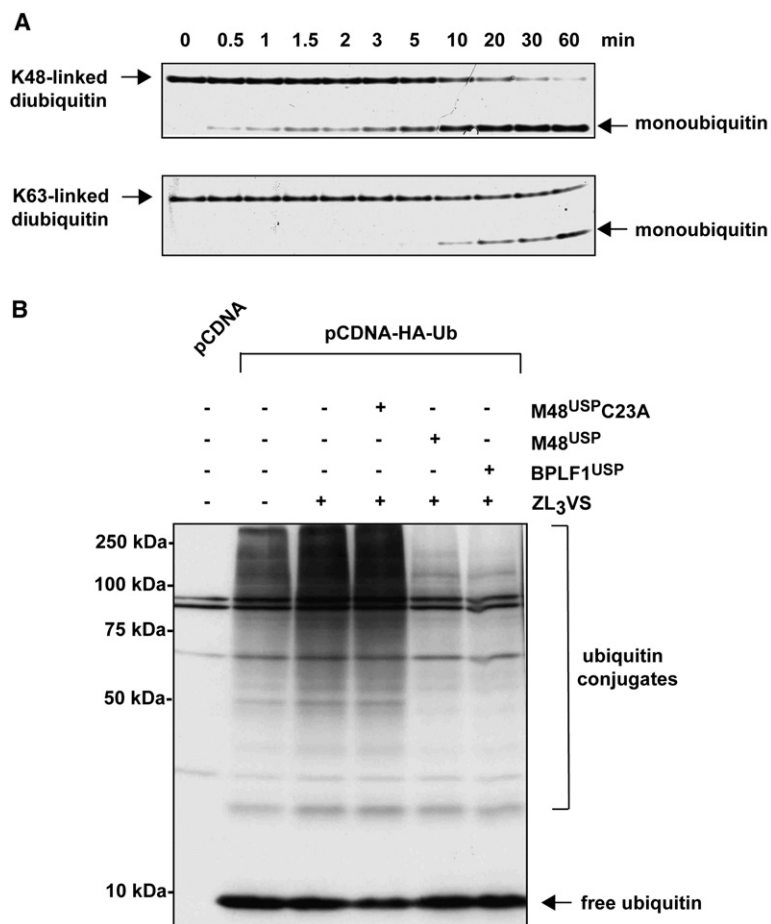 A
0 0.5 1 1.5 2 3 5 10 20 30 60 min
K48-linked
diubiquitin
monoubiquitin
K63-linked
diubiquitin
monoubiquitin
B
pCDNA
pCDNA-HA-Ub
- - - + - - M48USPC23A
- - - - + - M48USP
- - - - - + BPLF1USP
- - + + + + ZL3VS
250 kDa-
100 kDa-
75 kDa-
50 kDa-
10 kDa-
ubiquitin
conjugates
free ubiquitin